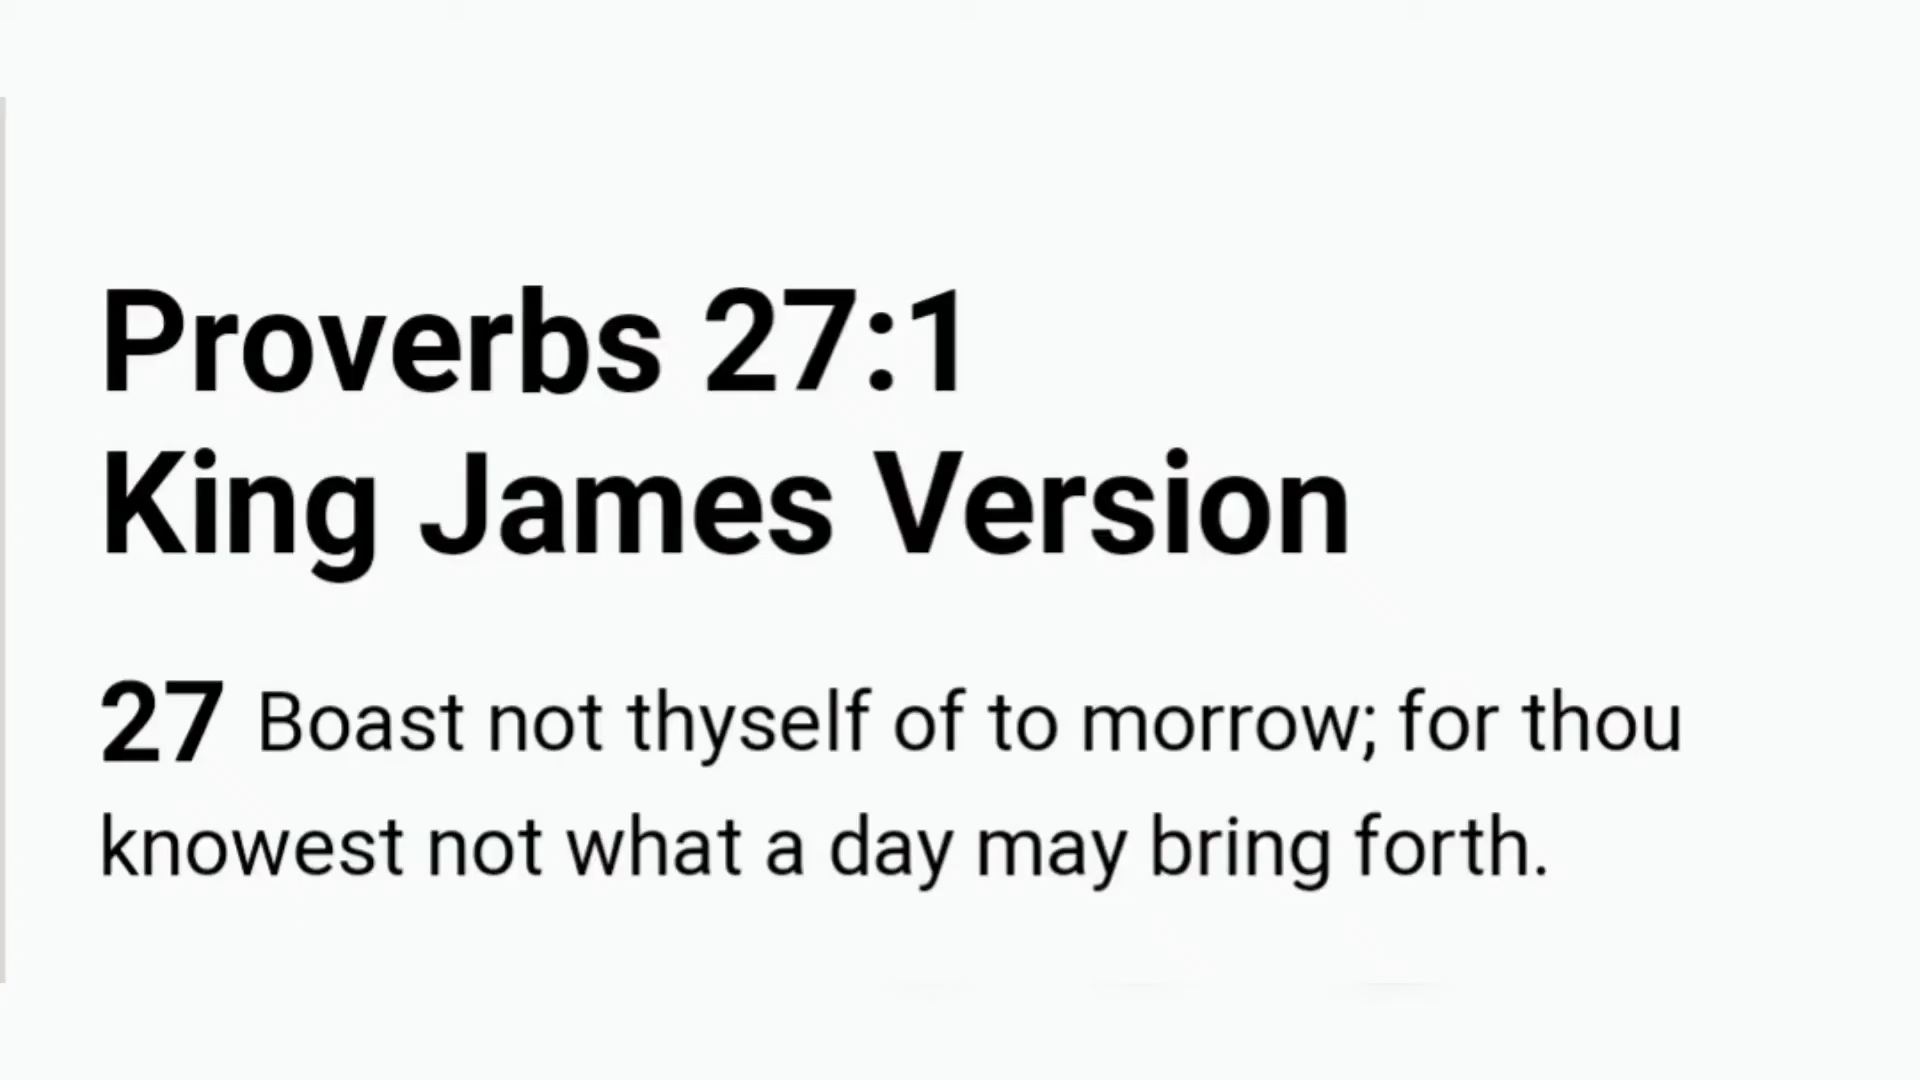 Proverbs 27:1
King James Version
27 Boast not thyself of to morrow; for thou
knowest not what a day may bring forth.